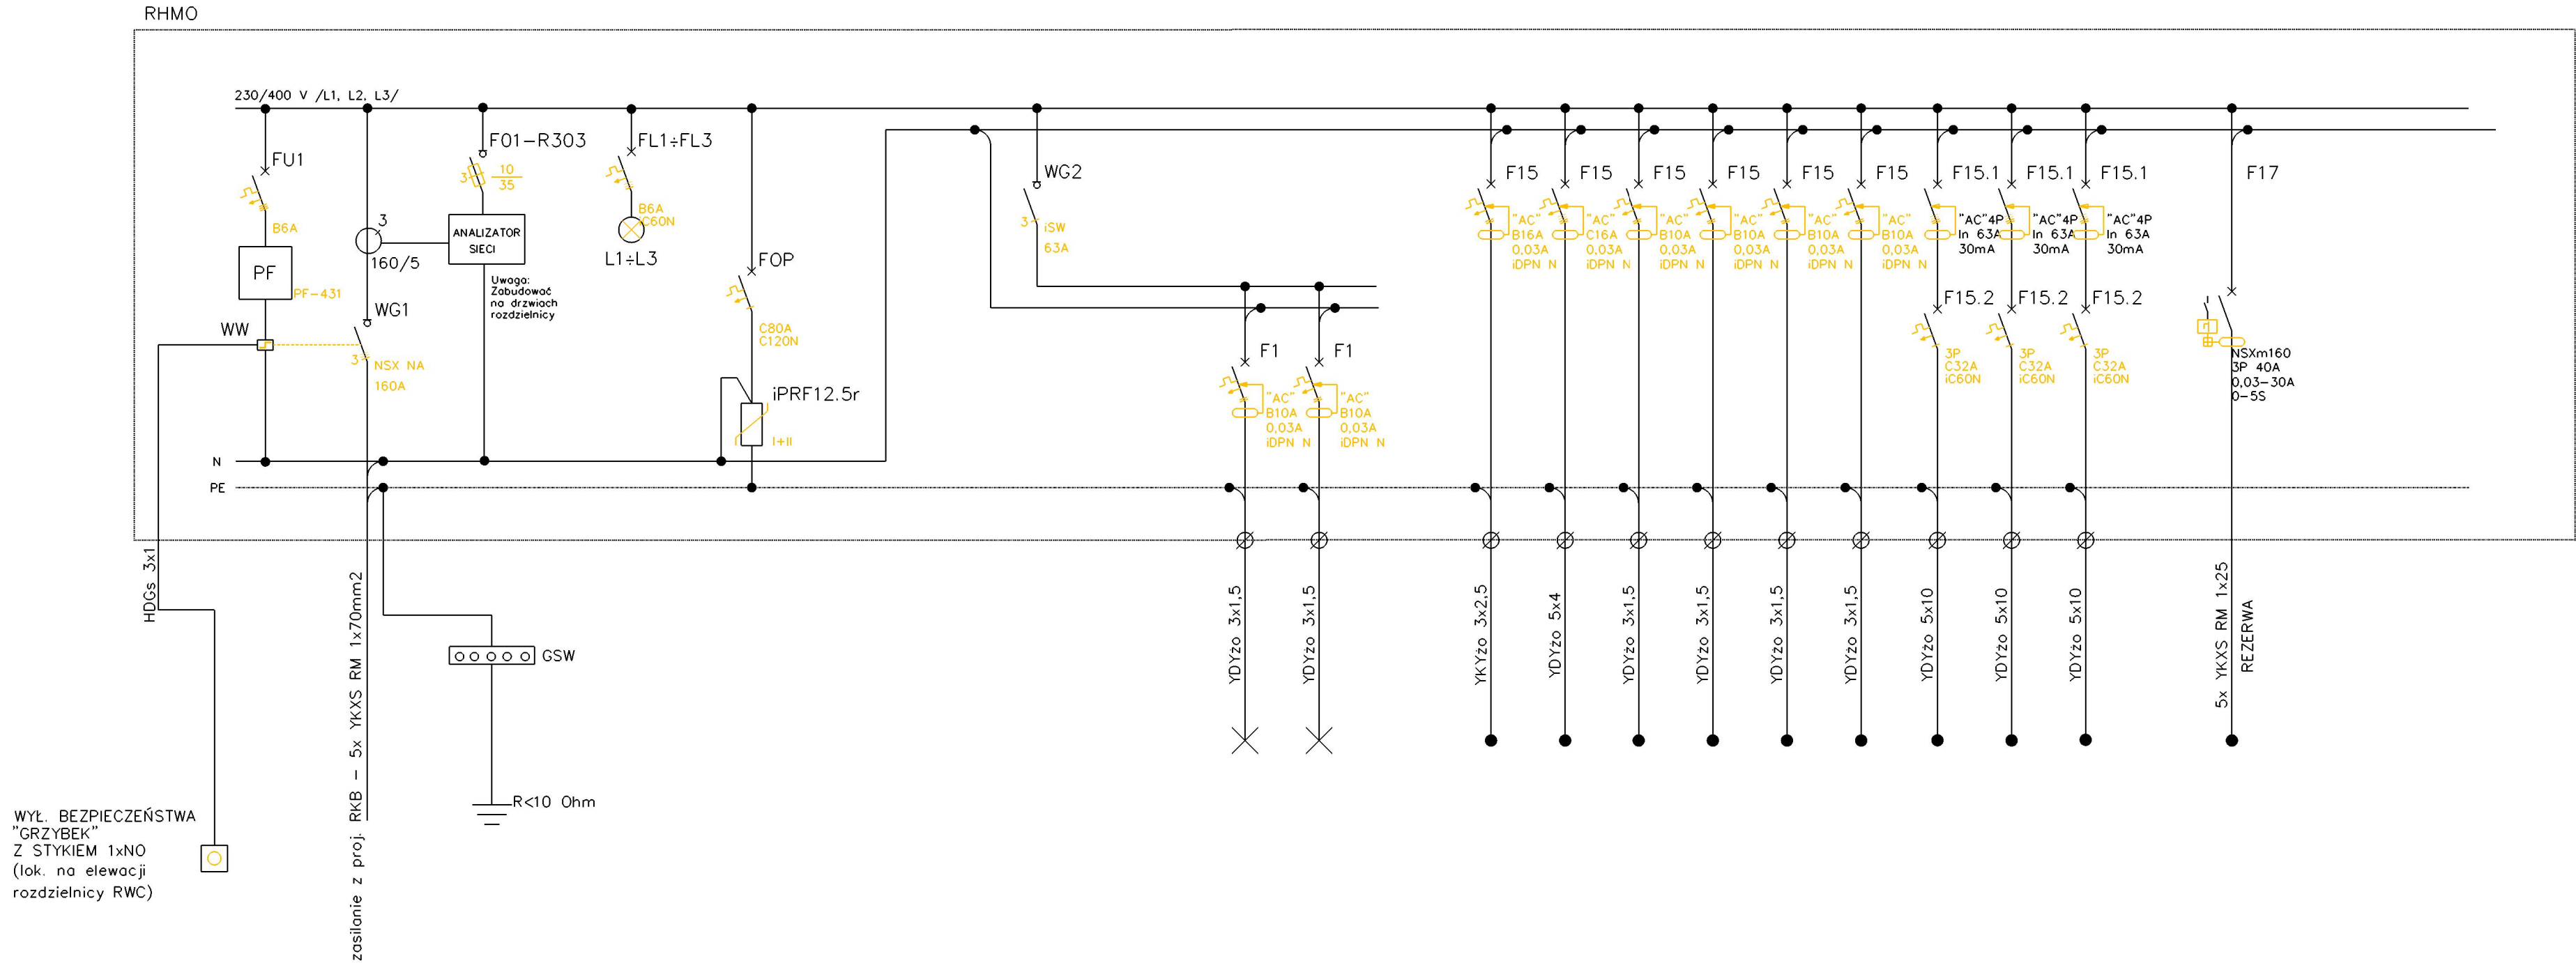 RHMO
230/400 V /L1, L2, L3/
FU1
B6A
PF
PF-431
WW
3
160/5
WG1
3
NSX NA
160A
F01-R303
3
10
35
ANALIZATOR
SIECI
Uwaga:
Zabudować
na drzwiach
rozdzielnicy
FL1÷FL3
B6A
iC60N
L1÷L3
FOP
C80A
C120N
iPRF12.5r
I+II
WG2
3
iSW
63A
F1
"AC"
B10A
0,03A
iDPN N
F1
"AC"
B10A
0,03A
iDPN N
F15
"AC"
B16A
0,03A
iDPN N
F15
"AC"
C16A
0,03A
iDPN N
F15
"AC"
B10A
0,03A
iDPN N
F15
"AC"
B10A
0,03A
iDPN N
F15
"AC"
B10A
0,03A
iDPN N
F15
"AC"
B10A
0,03A
iDPN N
F15.1
"AC"4P
In 63A
30mA
F15.2
3P
C32A
iC60N
F15.1
"AC"4P
In 63A
30mA
F15.2
3P
C32A
iC60N
F15.1
"AC"4P
In 63A
30mA
F15.2
3P
C32A
iC60N
F17
NSXm160
3P 40A
0,03-30A
0-5S
N
PE
HDGs 3x1
zasilanie z proj. RKB - 5x YKXS RM 1x70mm2
GSW
R<10 Ohm
YDYżo 3x1,5
YDYżo 3x1,5
YKYżo 3x2,5
YDYżo 5x4
YDYżo 3x1,5
YDYżo 3x1,5
YDYżo 3x1,5
YDYżo 3x1,5
YDYżo 5x10
YDYżo 5x10
YDYżo 5x10
5x YKXS RM 1x25
REZERWA
WYŁ. BEZPIECZEŃSTWA
"GRZYBEK"
Z STYKIEM 1xNO
(lok. na elewacji
rozdzielnicy RWC)